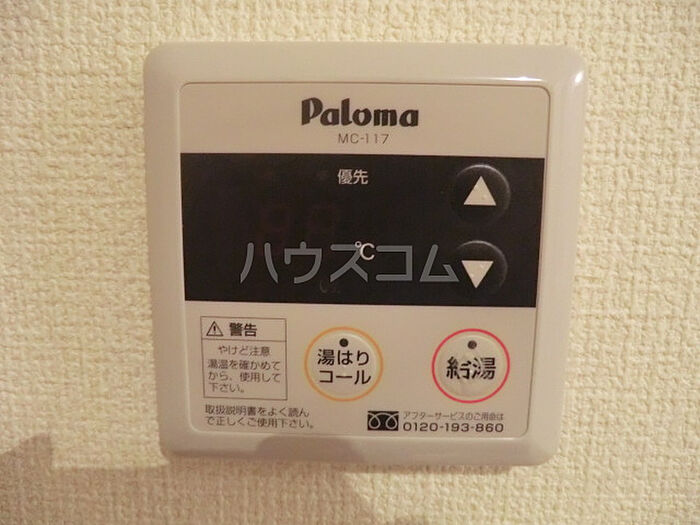 Paloma
MC-117
優先
℃
ハウスコム
警告
やけど注意
湯温を確かめて
から、使用して
下さい。
湯はり
コール
給湯
取扱説明書をよく読ん
で正しくご使用下さい。
アフターサービスのご用命は
0120-193-860